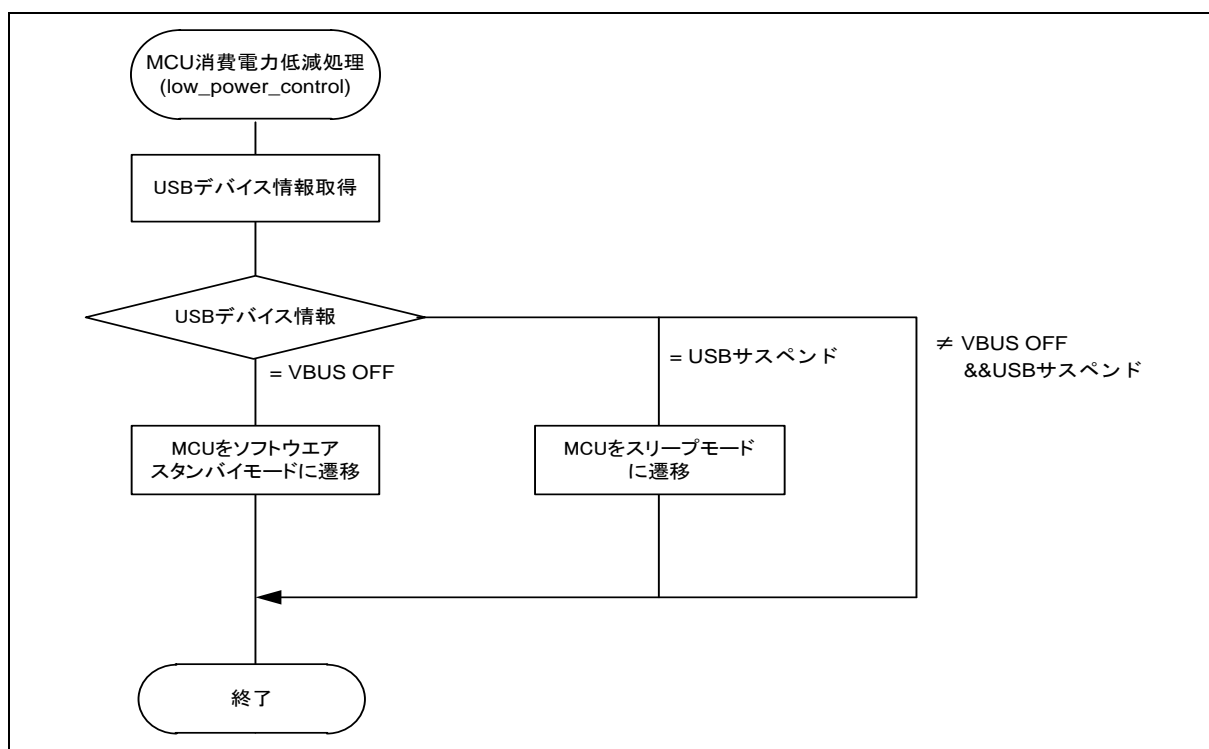 MCU消費電力低減処理
(low_power_control)
USBデバイス情報取得
USBデバイス情報
= VBUS OFF
= USBサスペンド
≠ VBUS OFF
&&USBサスペンド
MCUをソフトウエア
スタンバイモードに遷移
MCUをスリープモード
に遷移
終了